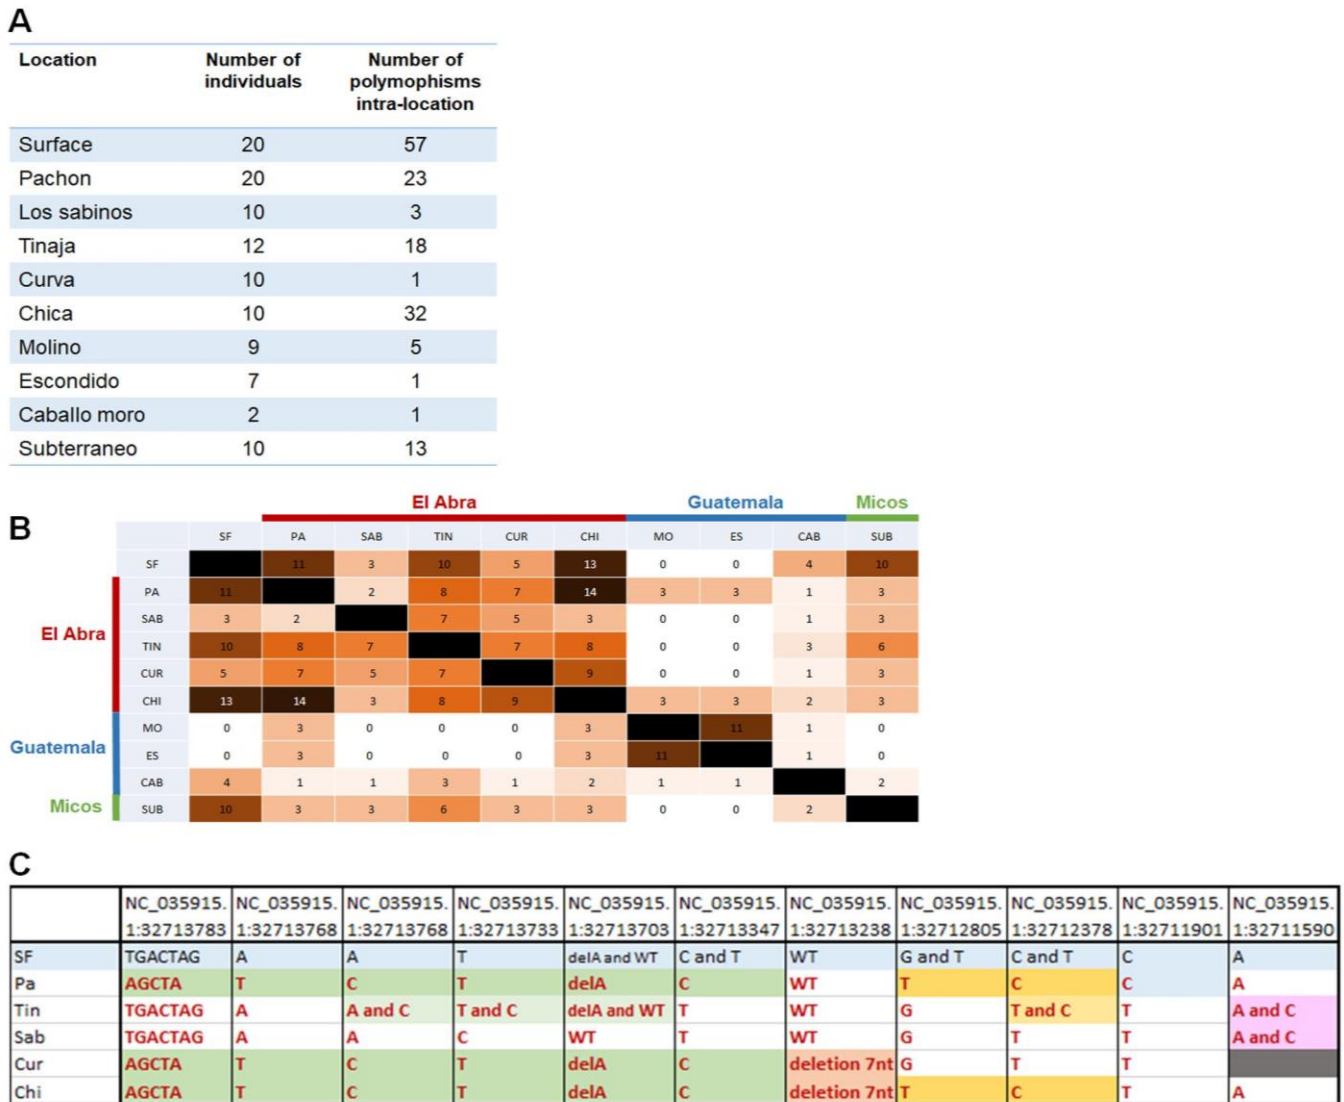 A
Location Number of individuals Number of polymophisms intra-location
Surface 20 57
Pachon 20 23
Los sabinos 10 3
Tinaja 12 18
Curva 10 1
Chica 10 32
Molino 9 5
Escondido 7 1
Caballo moro 2 1
Subterraneo 10 13
B
El Abra Guatemala Micos
SF PA SAB TIN CUR CHI MO ES CAB SUB
SF 11 3 10 5 13 0 0 4 10
PA 11 2 8 7 14 3 3 1 3
El Abra
SAB 3 2 7 5 3 0 0 1 3
TIN 10 8 7 7 8 0 0 3 6
CUR 5 7 5 7 9 0 0 1 3
CHI 13 14 3 8 9 3 3 2 3
MO 0 3 0 0 0 3 11 1 0
Guatemala
ES 0 3 0 0 0 3 11 1 0
CAB 4 1 1 3 1 2 1 1 2
Micos
SUB 10 3 3 6 3 3 0 0 2
C
NC_035915. NC_035915. NC_035915. NC_035915. NC_035915. NC_035915. NC_035915. NC_035915. NC_035915. NC_035915. NC_035915.
1:32713783 1:32713768 1:32713768 1:32713733 1:32713703 1:32713347 1:32713238 1:32712805 1:32712378 1:32711901 1:32711590
SF TGACTAG A A T delA and WT C and T WT G and T C and T C A
Pa AGCTA T C T delA C WT T C C A
Tin TGACTAG A A and C T and C delA and WT T WT G T and C T A and C
Sab TGACTAG A A C WT T WT G T T A and C
Cur AGCTA T C T delA C deletion 7nt G T T
Chi AGCTA T C T delA C deletion 7nt T C T A